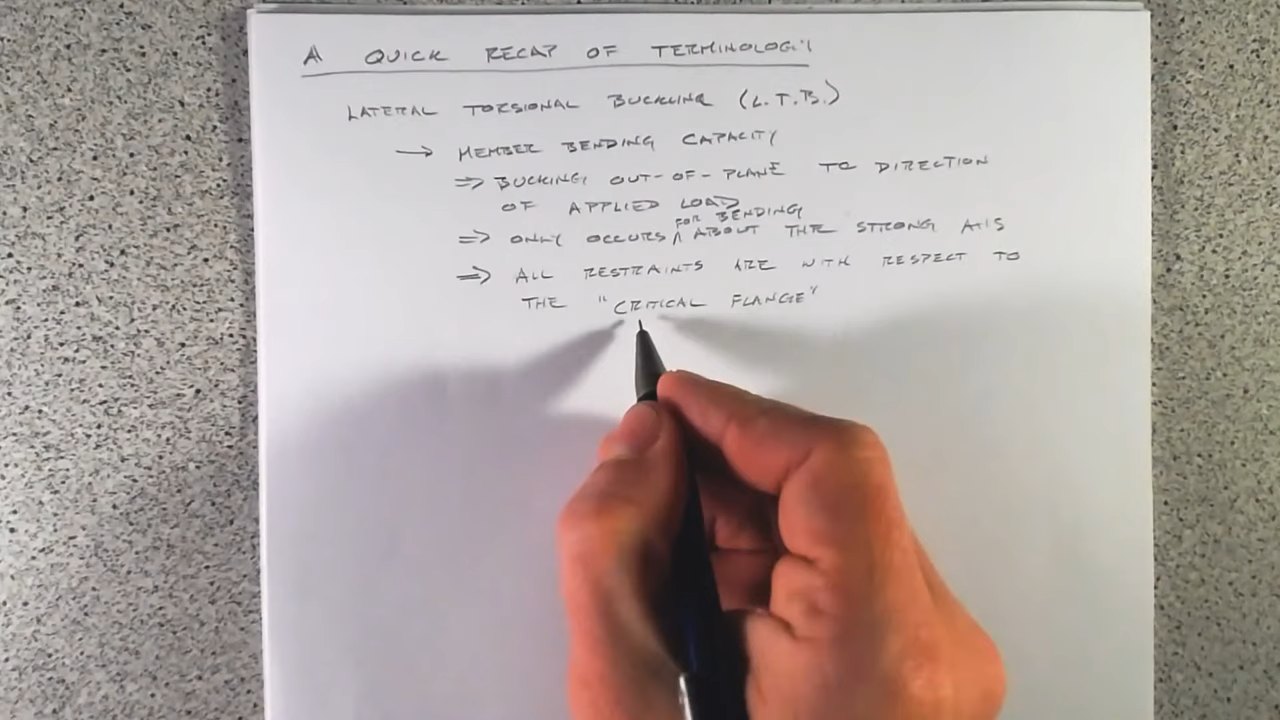 A QUICK RECAP OF TERMINOLOGY
LATERAL TORSIONAL BUCKLING (L.T.B.)
→ MEMBER BENDING CAPACITY
⇒ BUCKING, OUT-OF-PLANE TO DIRECTION
OF APPLIED LOAD
FOR BENDING
⇒ ONLY OCCURS ^ ABOUT THE STRONG AXIS
⇒ ALL RESTRAINTS ARE WITH RESPECT TO
THE "CRITICAL FLANGE"